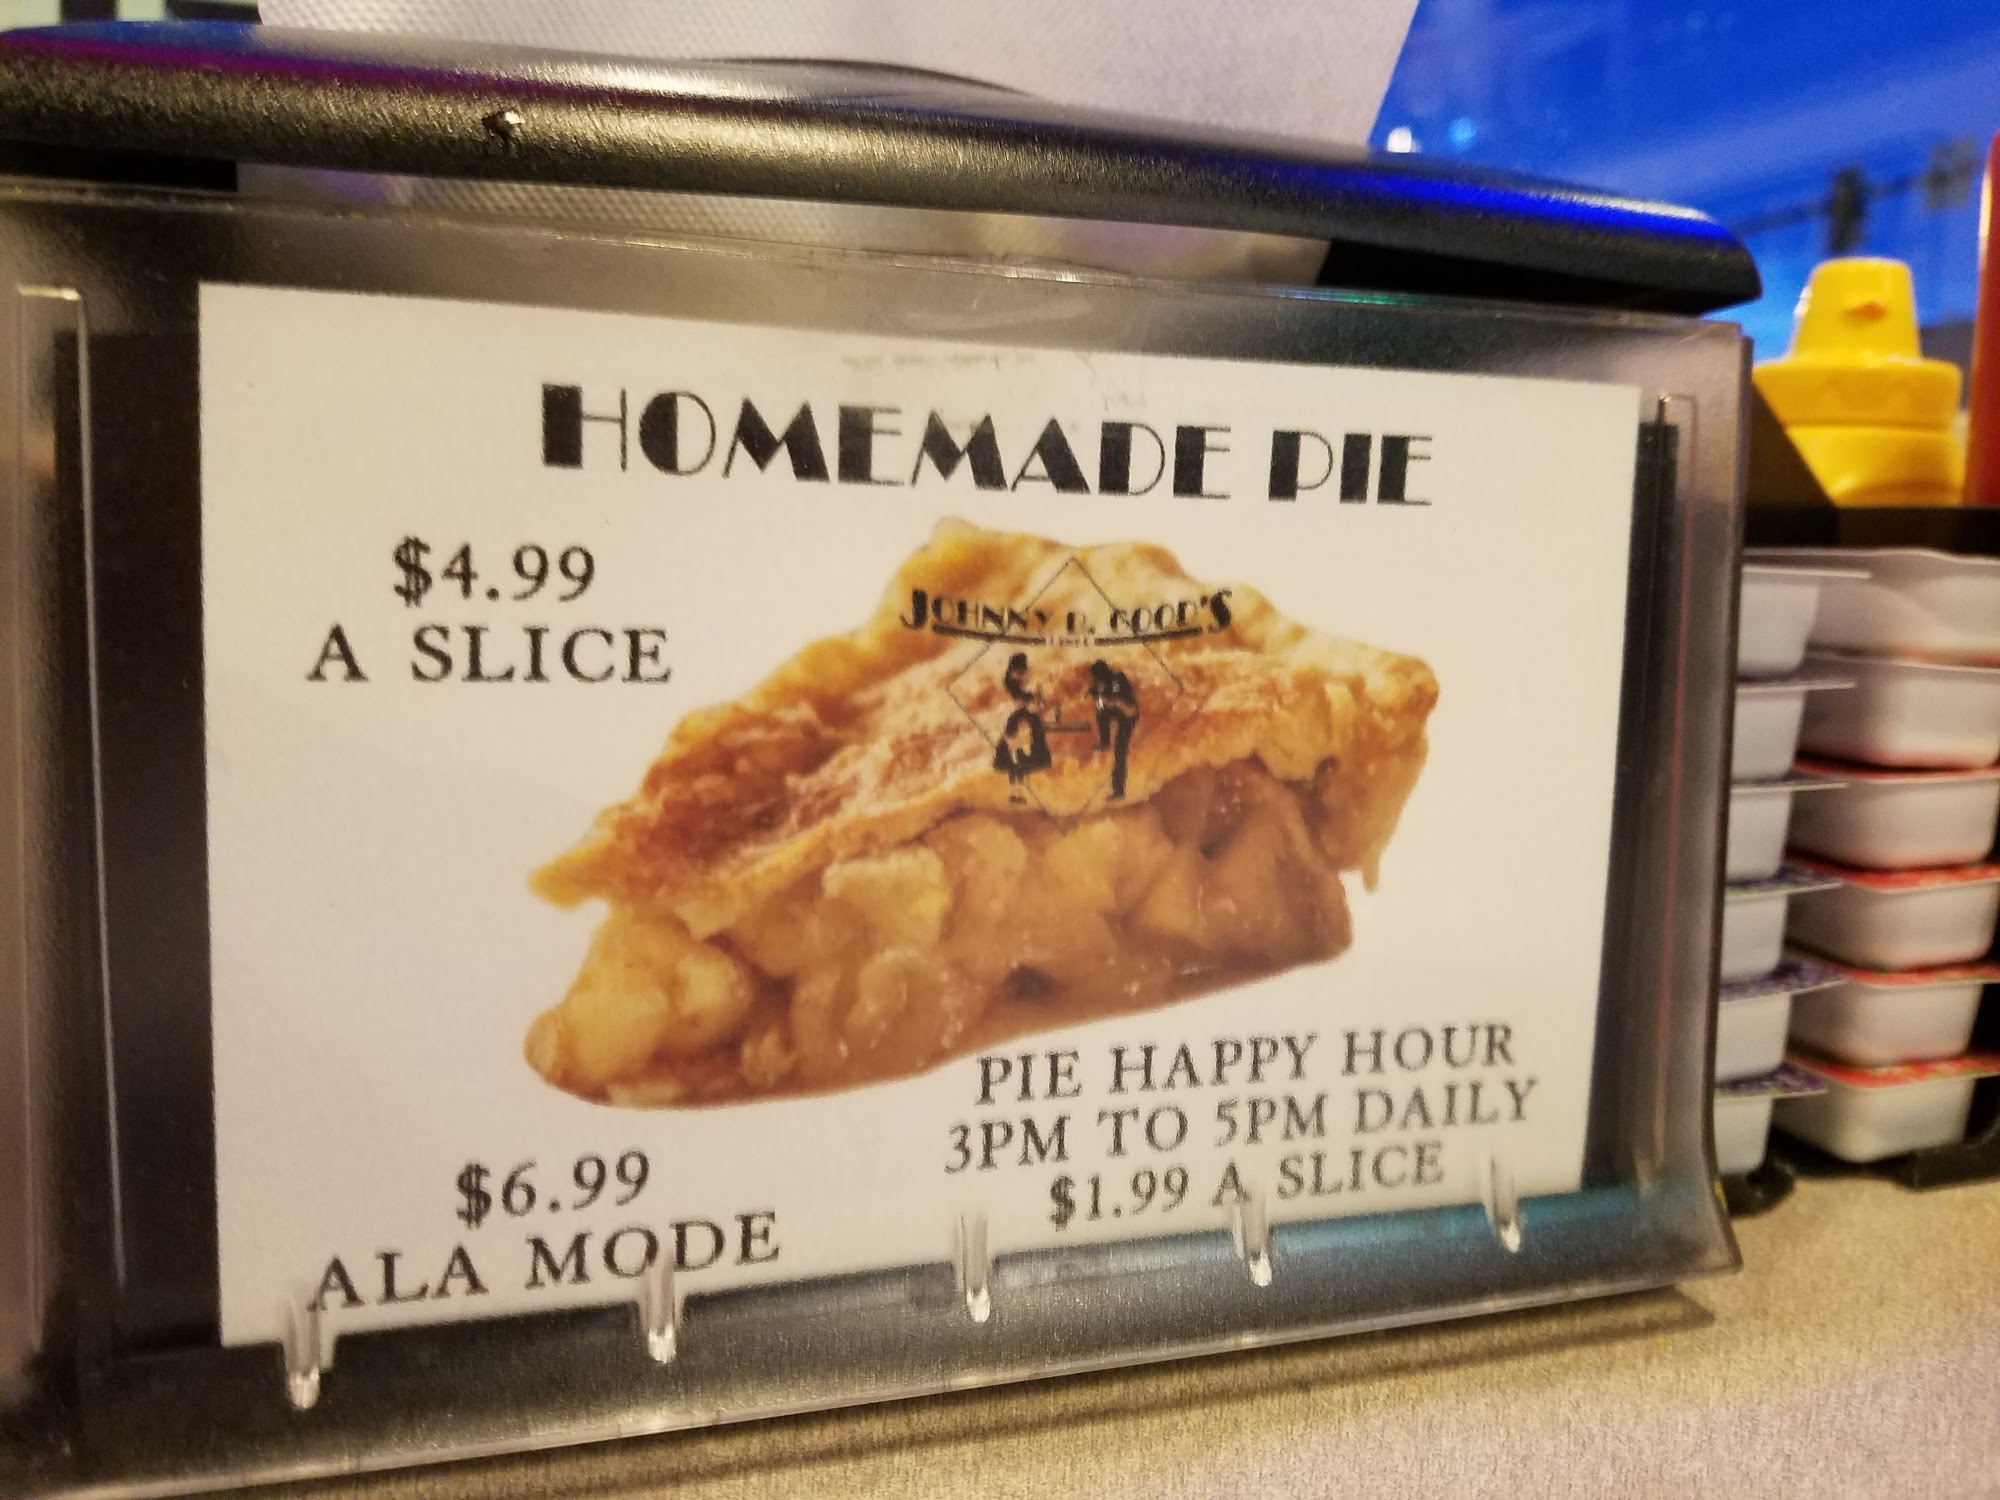 HOMEMADE PIE
$4.99
A SLICE
JOHNNY B. GOOD'S
$6.99
ALA MODE
PIE HAPPY HOUR
3PM TO 5PM DAILY
$1.99 A SLICE